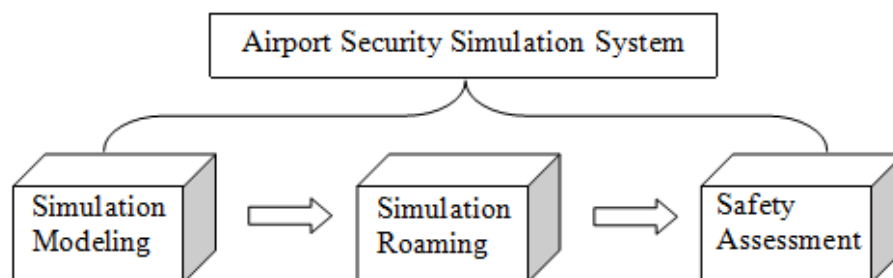 Airport Security Simulation System
Simulation
Modeling
Simulation
Roaming
Safety
Assessment